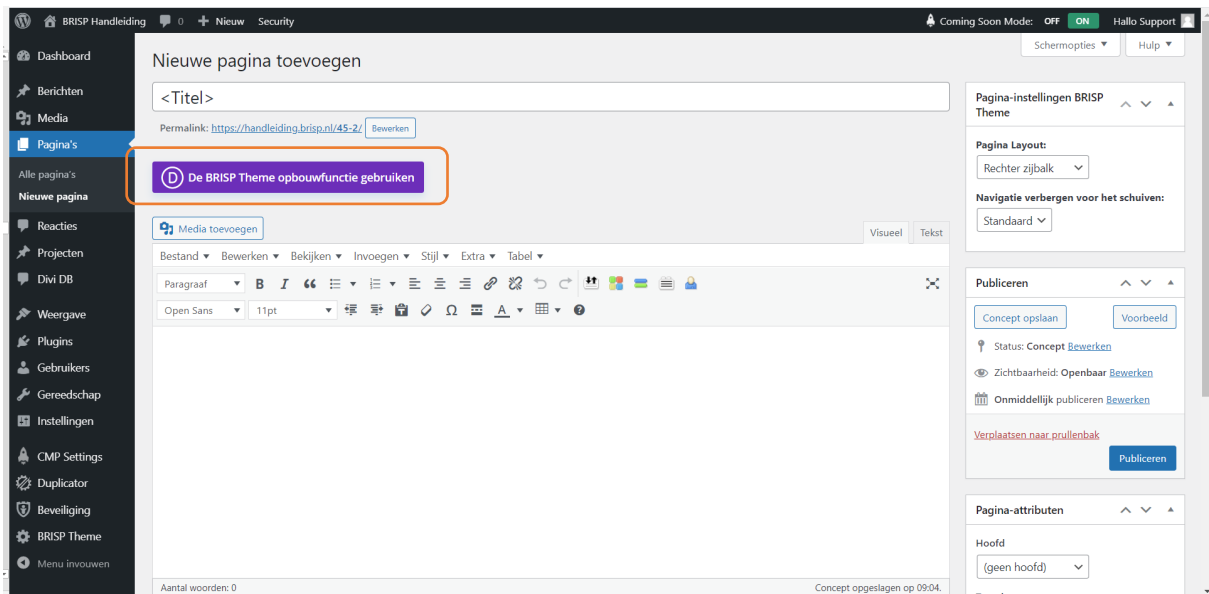 BRISP Handleiding 0 + Nieuw Security Coming Soon Mode: OFF ON Hallo Support
Schermopties ▼ Hulp ▼
Dashboard
Berichten
Media
Pagina's
Alle pagina's
Nieuwe pagina
Reacties
Projecten
Divi DB
Weergave
Plugins
Gebruikers
Gereedschap
Instellingen
CMP Settings
Duplicator
Beveiliging
BRISP Theme
Menu invouwen
Nieuwe pagina toevoegen
<Titel>
Permalink: https://handleiding.brisp.nl/45-2/ Bewerken
D De BRISP Theme opbouwfunctie gebruiken
Media toevoegen Visueel Tekst
Bestand ▼ Bewerken ▼ Bekijken ▼ Invoegen ▼ Stijl ▼ Extra ▼ Tabel ▼
Paragraaf ▼ B I
Open Sans ▼ 11pt ▼ Ω A ▼
Aantal woorden: 0 Concept opgeslagen op 09:04.
Pagina-instellingen BRISP
Theme
Pagina Layout:
Rechter zijbalk
Navigatie verbergen voor het schuiven:
Standaard
Publiceren
Concept opslaan Voorbeeld
Status: Concept Bewerken
Zichtbaarheid: Openbaar Bewerken
Onmiddellijk publiceren Bewerken
Verplaatsen naar prullenbak
Publiceren
Pagina-attributen
Hoofd
(geen hoofd)